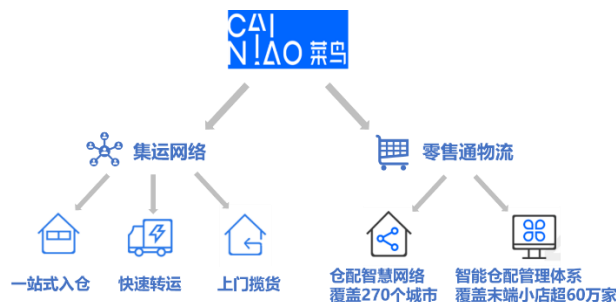 CAI
NIAO 菜鸟
集运网络
零售通物流
一站式入仓
快速转运
上门揽货
仓配智慧网络
覆盖270个城市
智能仓配管理体系
覆盖末端小店超60万家